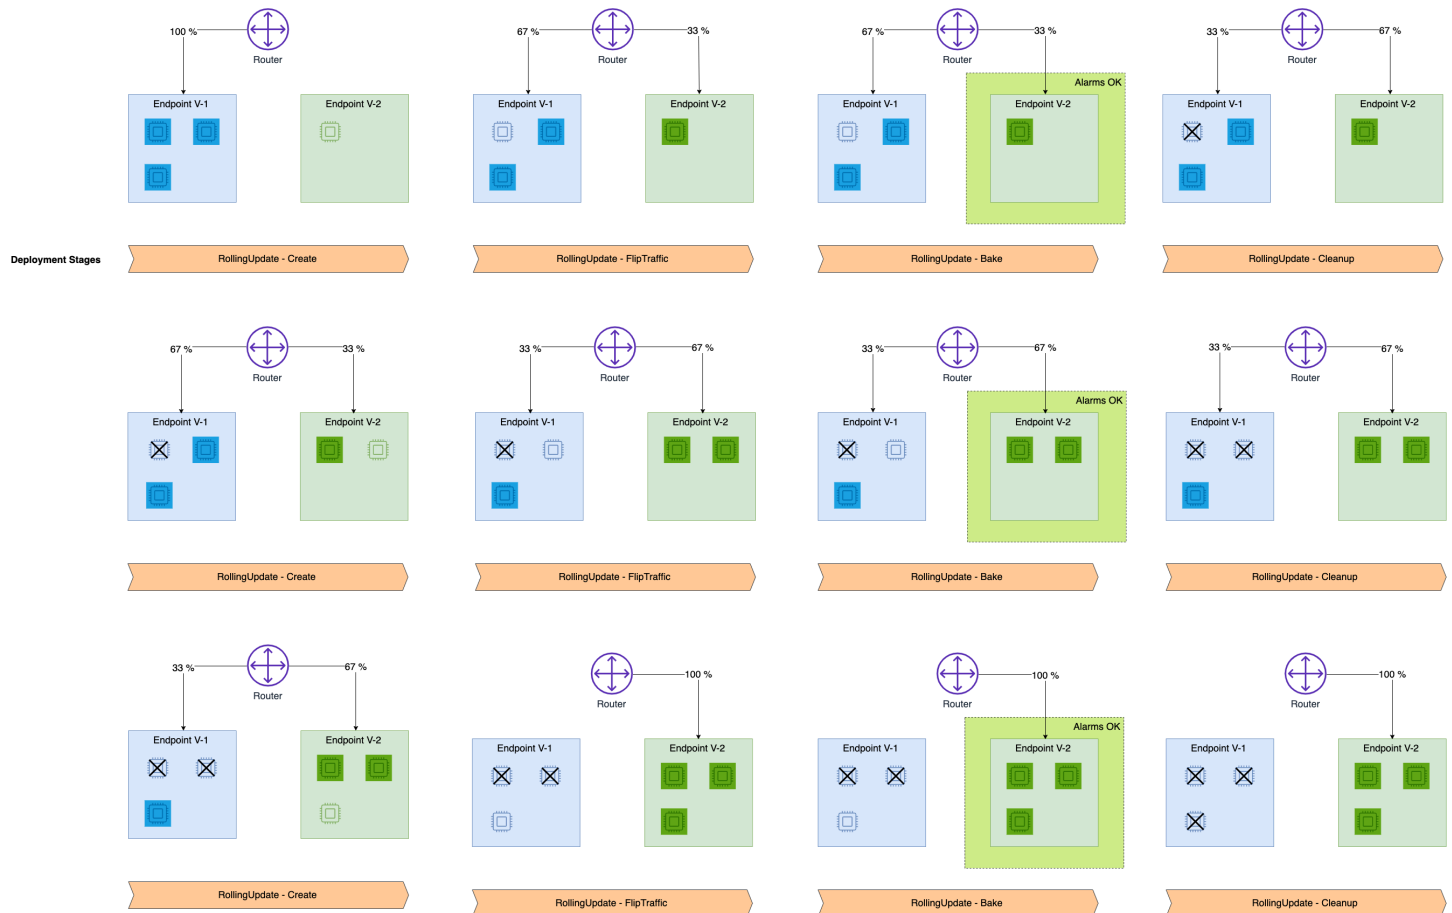 100 %
Router
Endpoint V-1
Endpoint V-2
67 %
33 %
Router
Endpoint V-1
Endpoint V-2
67 %
33 %
Router
Alarms OK
Endpoint V-1
Endpoint V-2
33 %
67 %
Router
Endpoint V-1
Endpoint V-2
Deployment Stages
RollingUpdate - Create
RollingUpdate - FlipTraffic
RollingUpdate - Bake
RollingUpdate - Cleanup
67 %
33 %
Router
Endpoint V-1
Endpoint V-2
33 %
67 %
Router
Endpoint V-1
Endpoint V-2
33 %
67 %
Router
Alarms OK
Endpoint V-1
Endpoint V-2
33 %
67 %
Router
Endpoint V-1
Endpoint V-2
RollingUpdate - Create
RollingUpdate - FlipTraffic
RollingUpdate - Bake
RollingUpdate - Cleanup
33 %
67 %
Router
Endpoint V-1
Endpoint V-2
100 %
Router
Endpoint V-1
Endpoint V-2
100 %
Router
Alarms OK
Endpoint V-1
Endpoint V-2
100 %
Router
Endpoint V-1
Endpoint V-2
RollingUpdate - Create
RollingUpdate - FlipTraffic
RollingUpdate - Bake
RollingUpdate - Cleanup